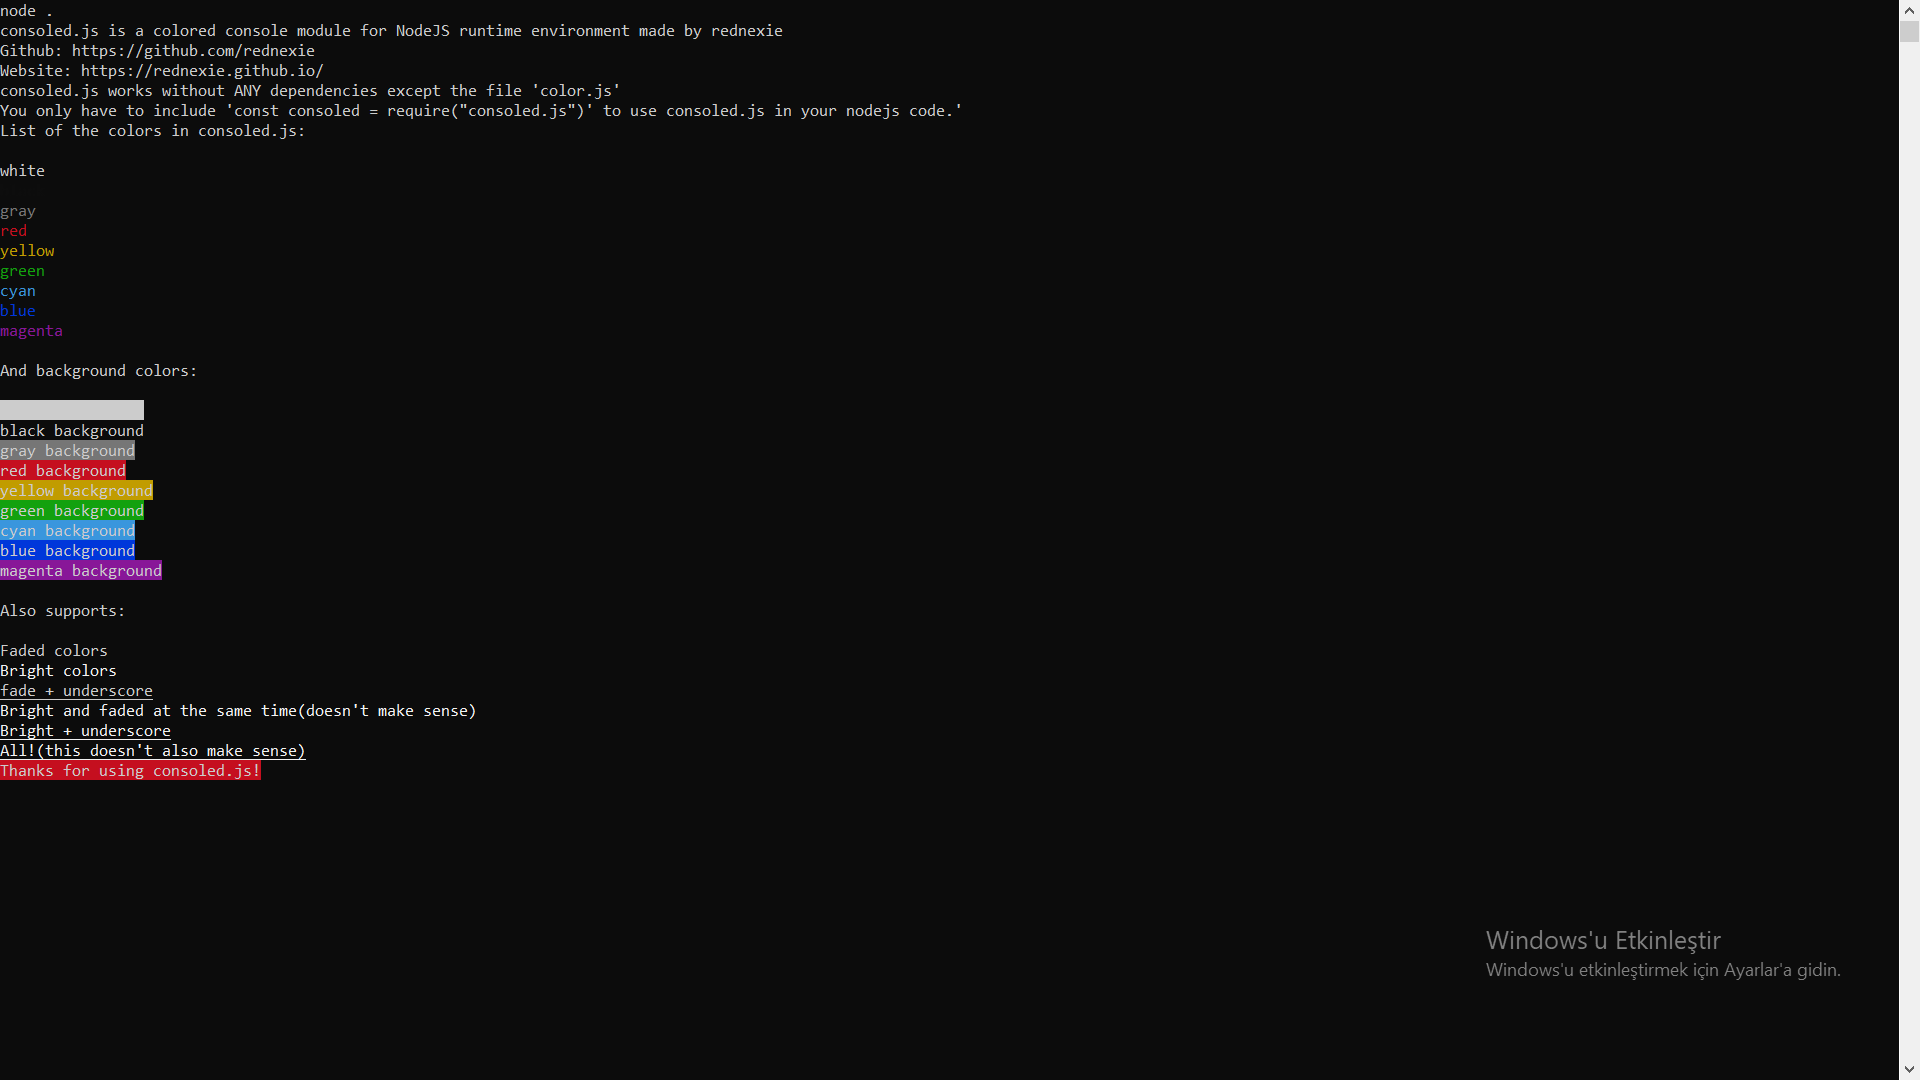 node .
consoled.js is a colored console module for NodeJS runtime environment made by rednexie
Github: https://github.com/rednexie
Website: https://rednexie.github.io/
consoled.js works without ANY dependencies except the file 'color.js'
You only have to include 'const consoled = require("consoled.js")' to use consoled.js in your nodejs code.'
List of the colors in consoled.js:
white
gray
red
yellow
green
cyan
blue
magenta
And background colors:
black background
gray background
red background
yellow background
green background
cyan background
blue background
magenta background
Also supports:
Faded colors
Bright colors
fade + underscore
Bright and faded at the same time(doesn't make sense)
Bright + underscore
All!(this doesn't also make sense)
Thanks for using consoled.js!
Windows'u Etkinleştir
Windows'u etkinleştirmek için Ayarlar'a gidin.